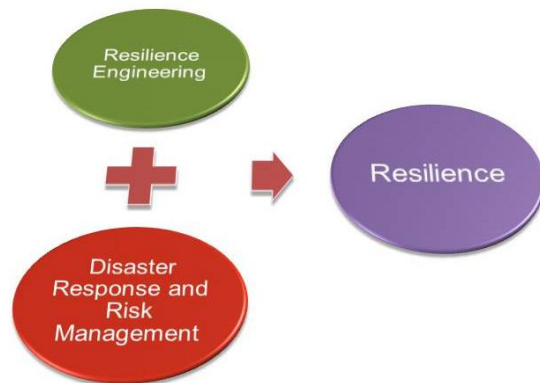 Resilience
Engineering
Disaster
Response and
Risk
Management
Resilience